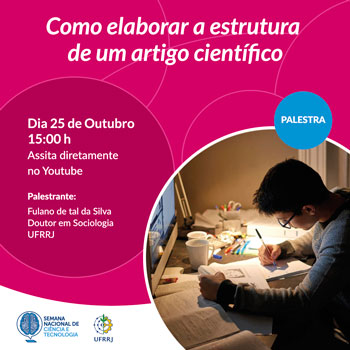 Como elaborar a estrutura
de um artigo científico
PALESTRA
Dia 25 de Outubro
15:00 h
Assita diretamente
no Youtube
Palestrante:
Fulano de tal da Silva
Doutor em Sociologia
UFRRJ
SEMANA
NACIONAL DE
CIÊNCIA E
TECNOLOGIA
UFRRJ